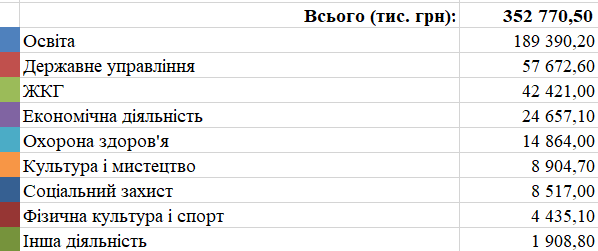 Всього (тис. грн): 352 770,50
Освіта 189 390,20
Державне управління 57 672,60
ЖКГ 42 421,00
Економічна діяльність 24 657,10
Охорона здоров'я 14 864,00
Культура і мистецтво 8 904,70
Соціальний захист 8 517,00
Фізична культура і спорт 4 435,10
Інша діяльність 1 908,80